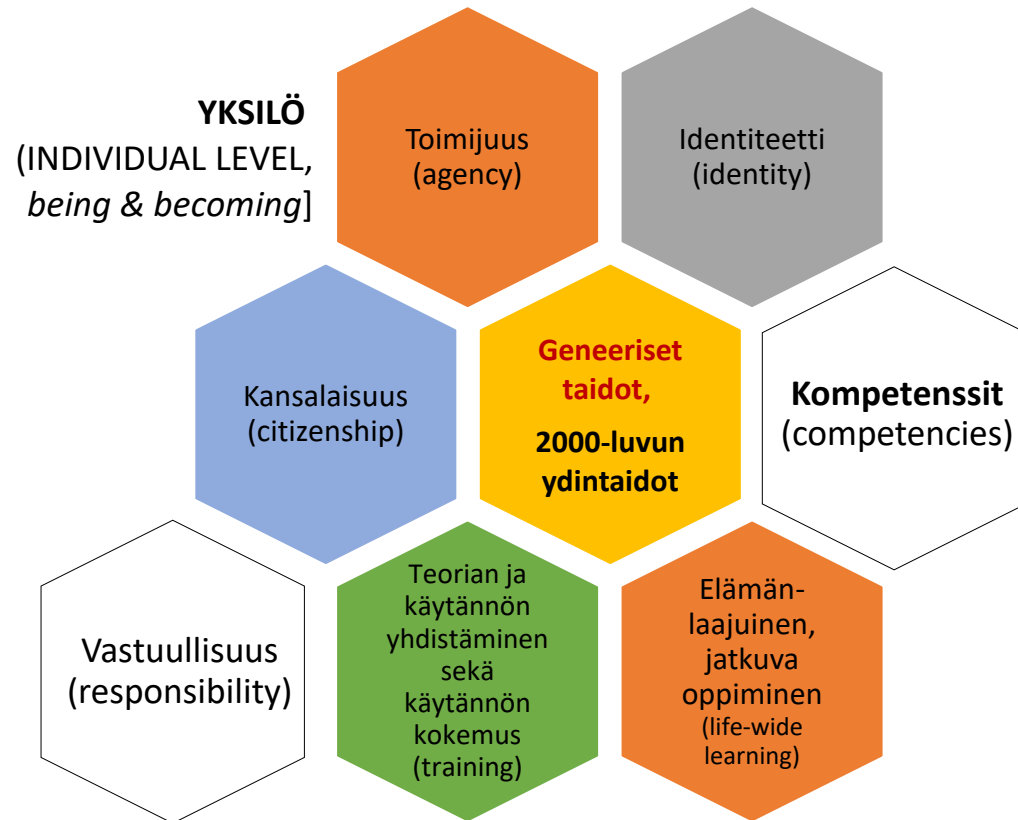 YKSILÖ
(INDIVIDUAL LEVEL,
being & becoming]
Toimijuus
(agency)
Identiteetti
(identity)
Kansalaisuus
(citizenship)
Geneeriset
taidot,
2000-luvun
ydintaidot
Kompetenssit
(competencies)
Vastuullisuus
(responsibility)
Teorian ja
käytännön
yhdistäminen
sekä
käytännön
kokemus
(training)
Elämän-
laajuinen,
jatkuva
oppiminen
(life-wide
learning)